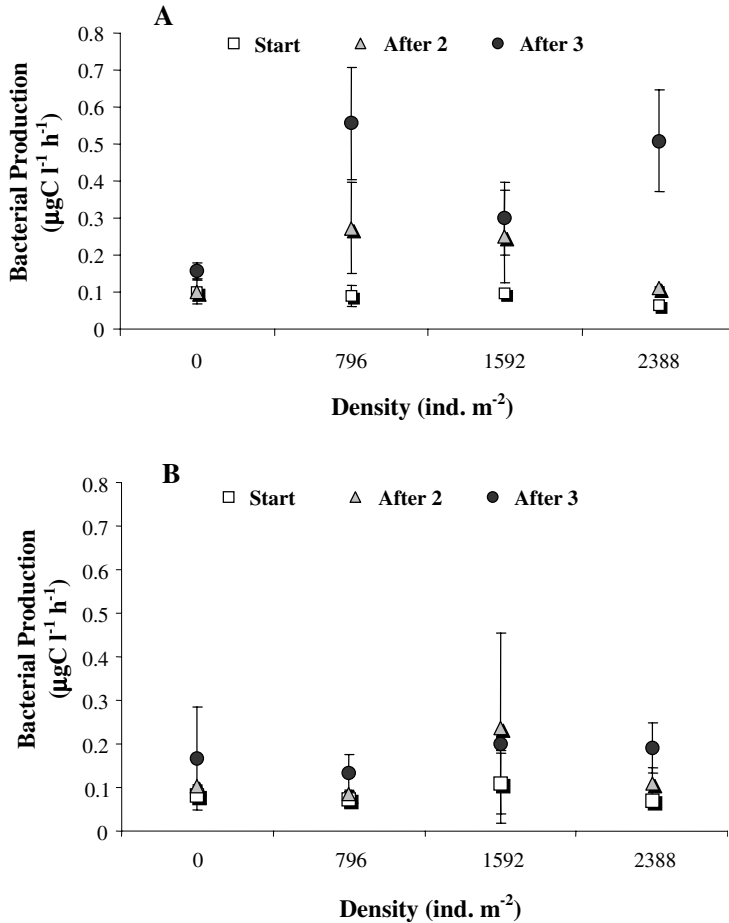 A
Start After 2 After 3
0.8
0.7
0.6
0.5
0.4
0.3
0.2
0.1
0
Bacterial Production
(µgC l⁻¹ h⁻¹)
0 796 1592 2388
Density (ind. m⁻²)
B
Start After 2 After 3
0.8
0.7
0.6
0.5
0.4
0.3
0.2
0.1
0
Bacterial Production
(µgC l⁻¹ h⁻¹)
0 796 1592 2388
Density (ind. m⁻²)